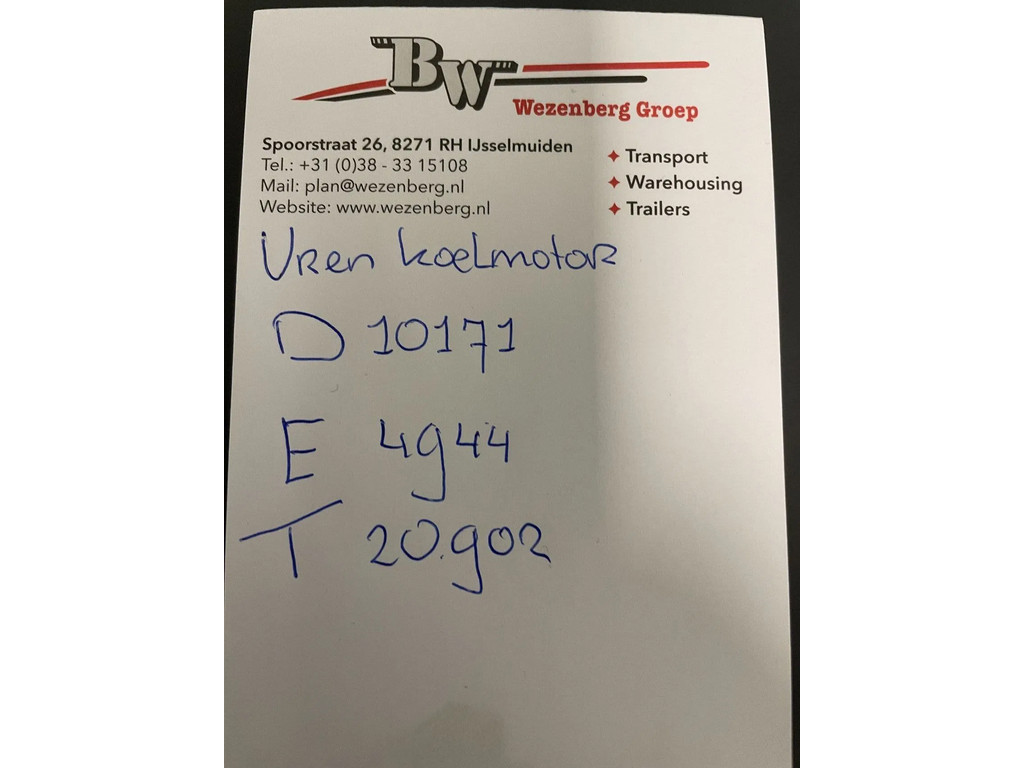 BW
Wezenberg Groep
Spoorstraat 26, 8271 RH IJsselmuiden
Tel.: +31 (0)38 - 33 15108
Mail: plan@wezenberg.nl
Website: www.wezenberg.nl
✦ Transport
✦ Warehousing
✦ Trailers
Uren koelmotor
D 10171
E 4944
T 20.902